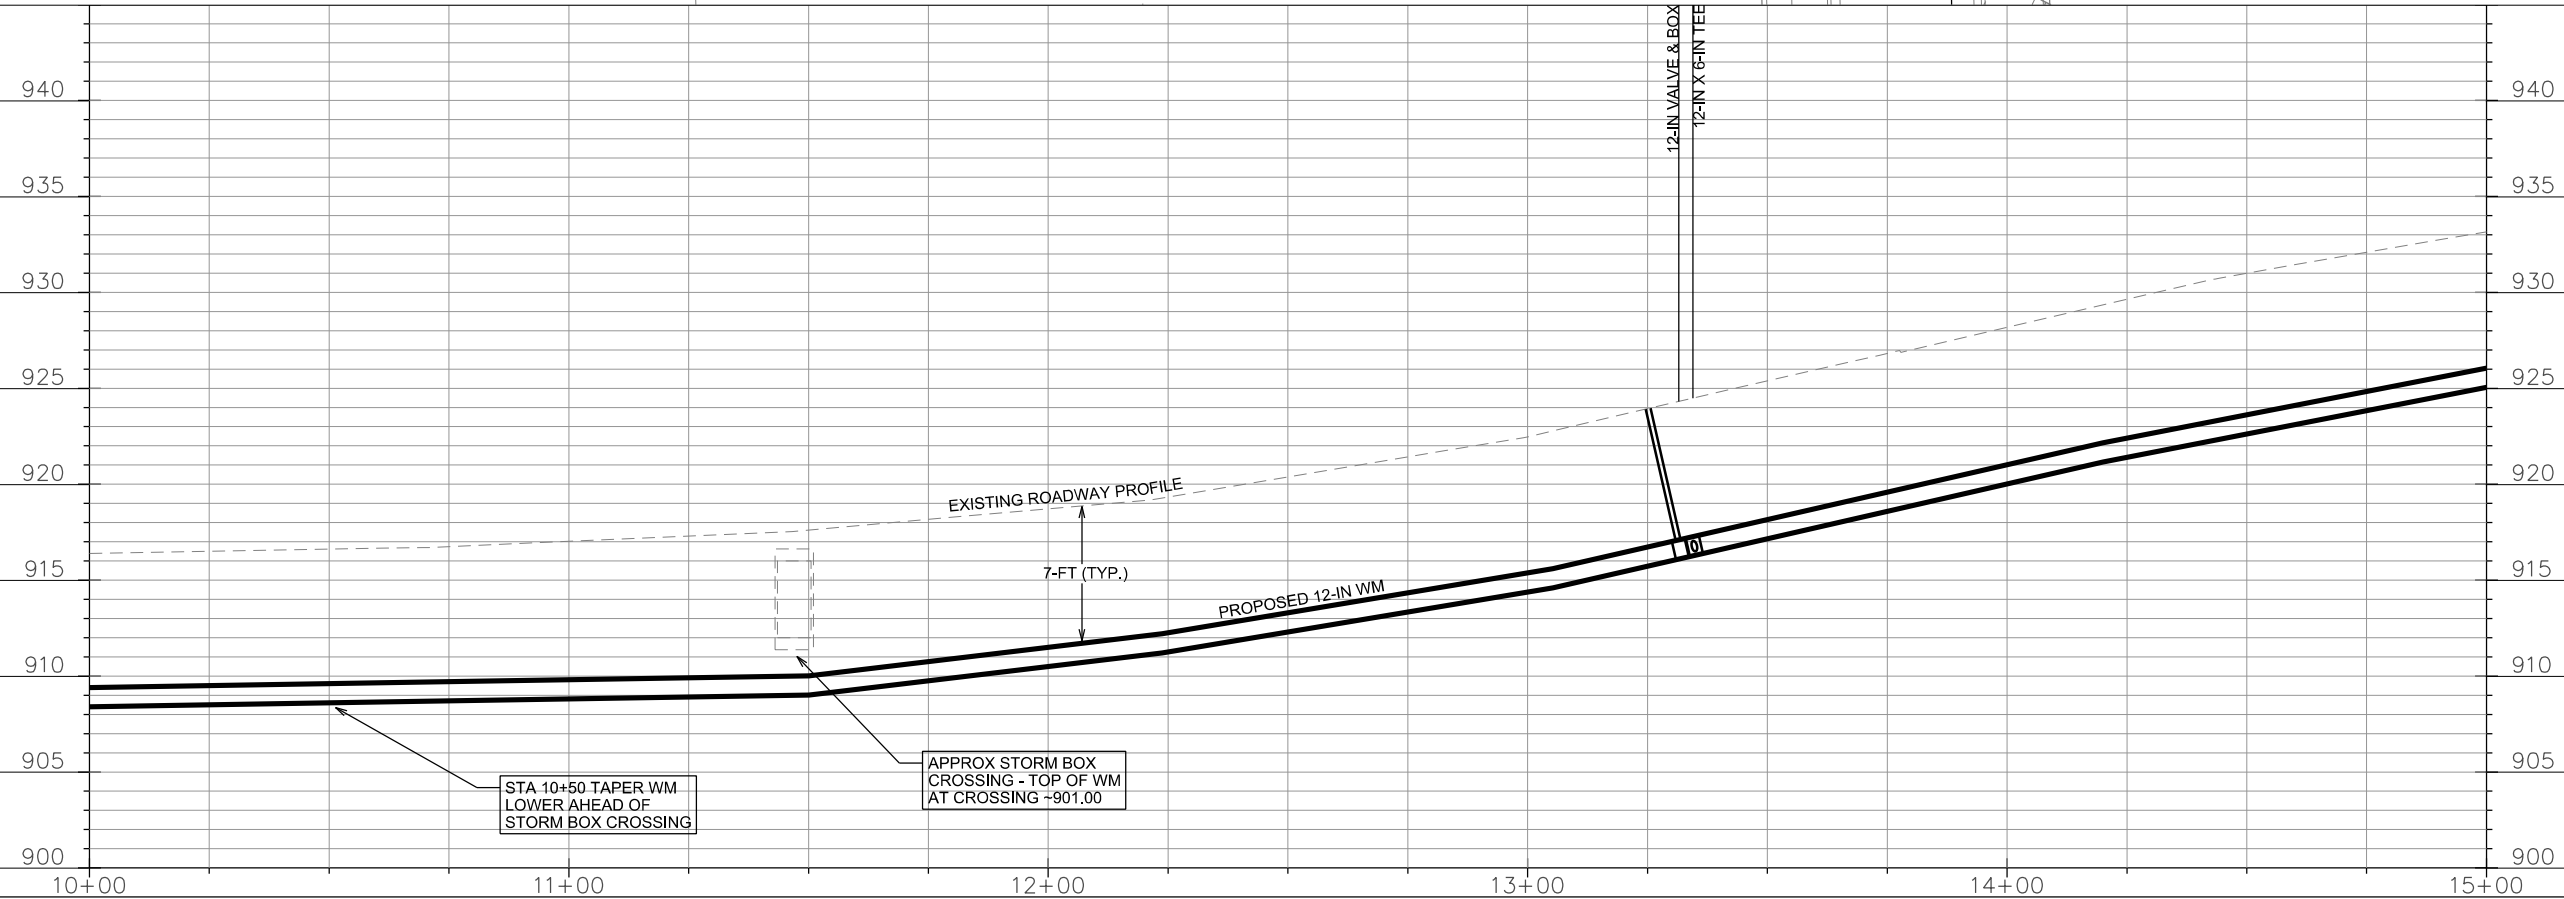 12-IN VALVE & BOX
12-IN X 6-IN TEE
940
940
935
935
930
930
925
925
920
920
EXISTING ROADWAY PROFILE
915
7-FT (TYP.)
915
PROPOSED 12-IN WM
910
910
905
905
APPROX STORM BOX
CROSSING - TOP OF WM
AT CROSSING ~901.00
STA 10+50 TAPER WM
LOWER AHEAD OF
STORM BOX CROSSING
900
900
10+00
11+00
12+00
13+00
14+00
15+00